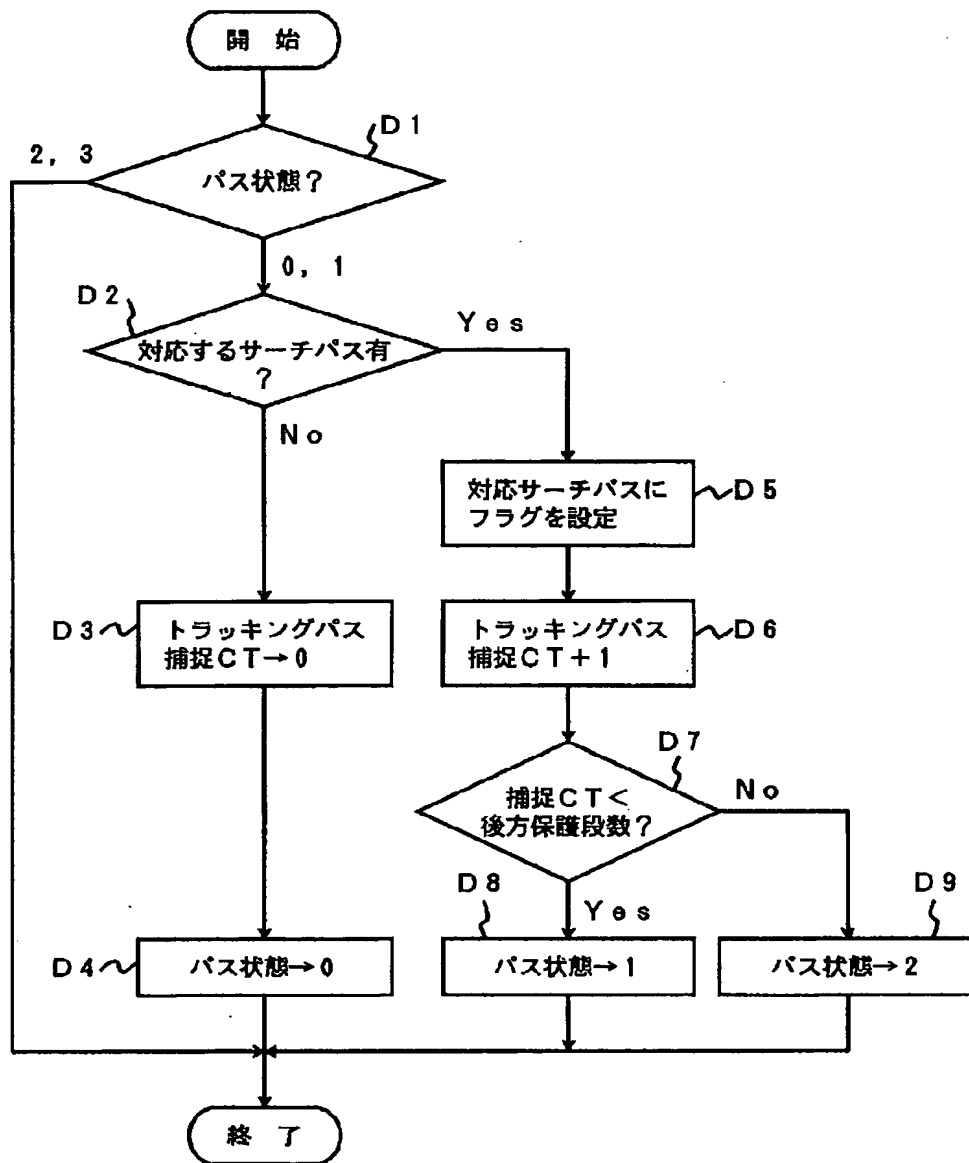 開 始
D1
2, 3
パス状態?
0, 1
D2
Yes
対応するサーチパス有
?
No
対応サーチパスに
フラグを設定
D5
D3
トラッキングパス
捕捉CT→0
トラッキングパス
捕捉CT+1
D6
D7
捕捉CT<
後方保護段数?
No
D8
Yes
D9
D4
パス状態→0
パス状態→1
パス状態→2
終 了